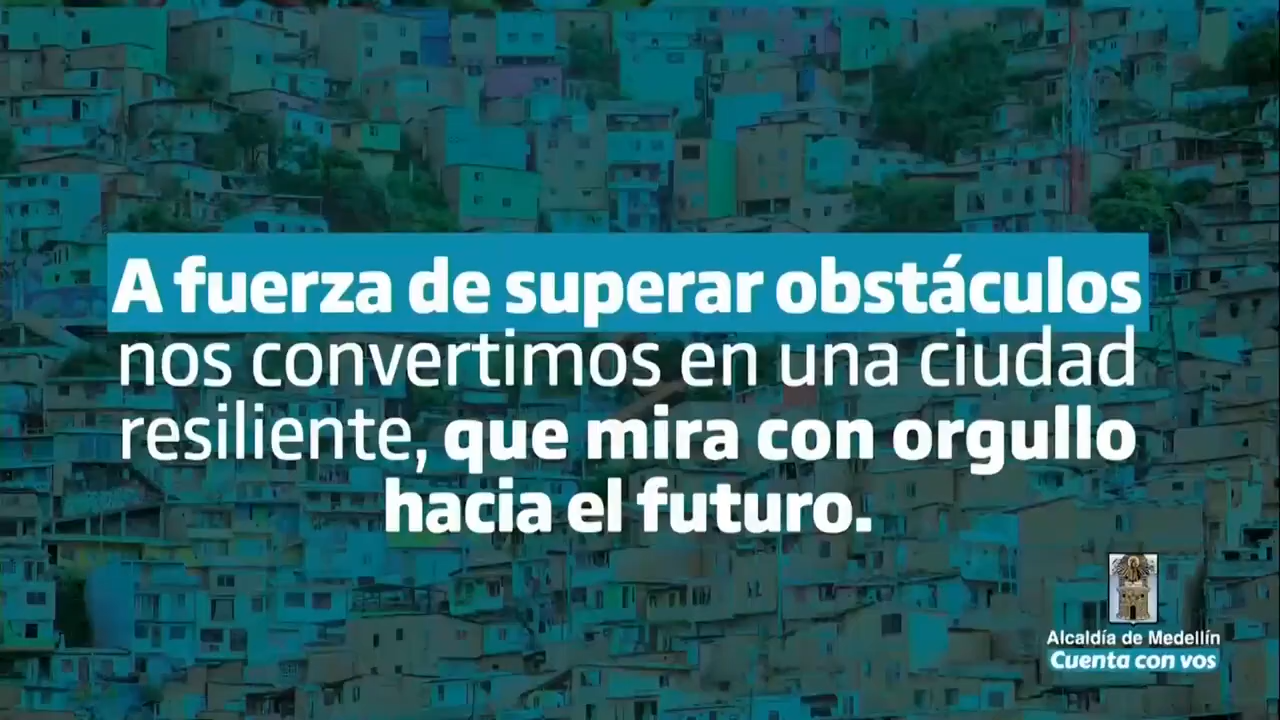 A fuerza de superar obstáculos
nos convertimos en una ciudad
resiliente, que mira con orgullo
hacia el futuro.
Alcaldía de Medellín
Cuenta con vos